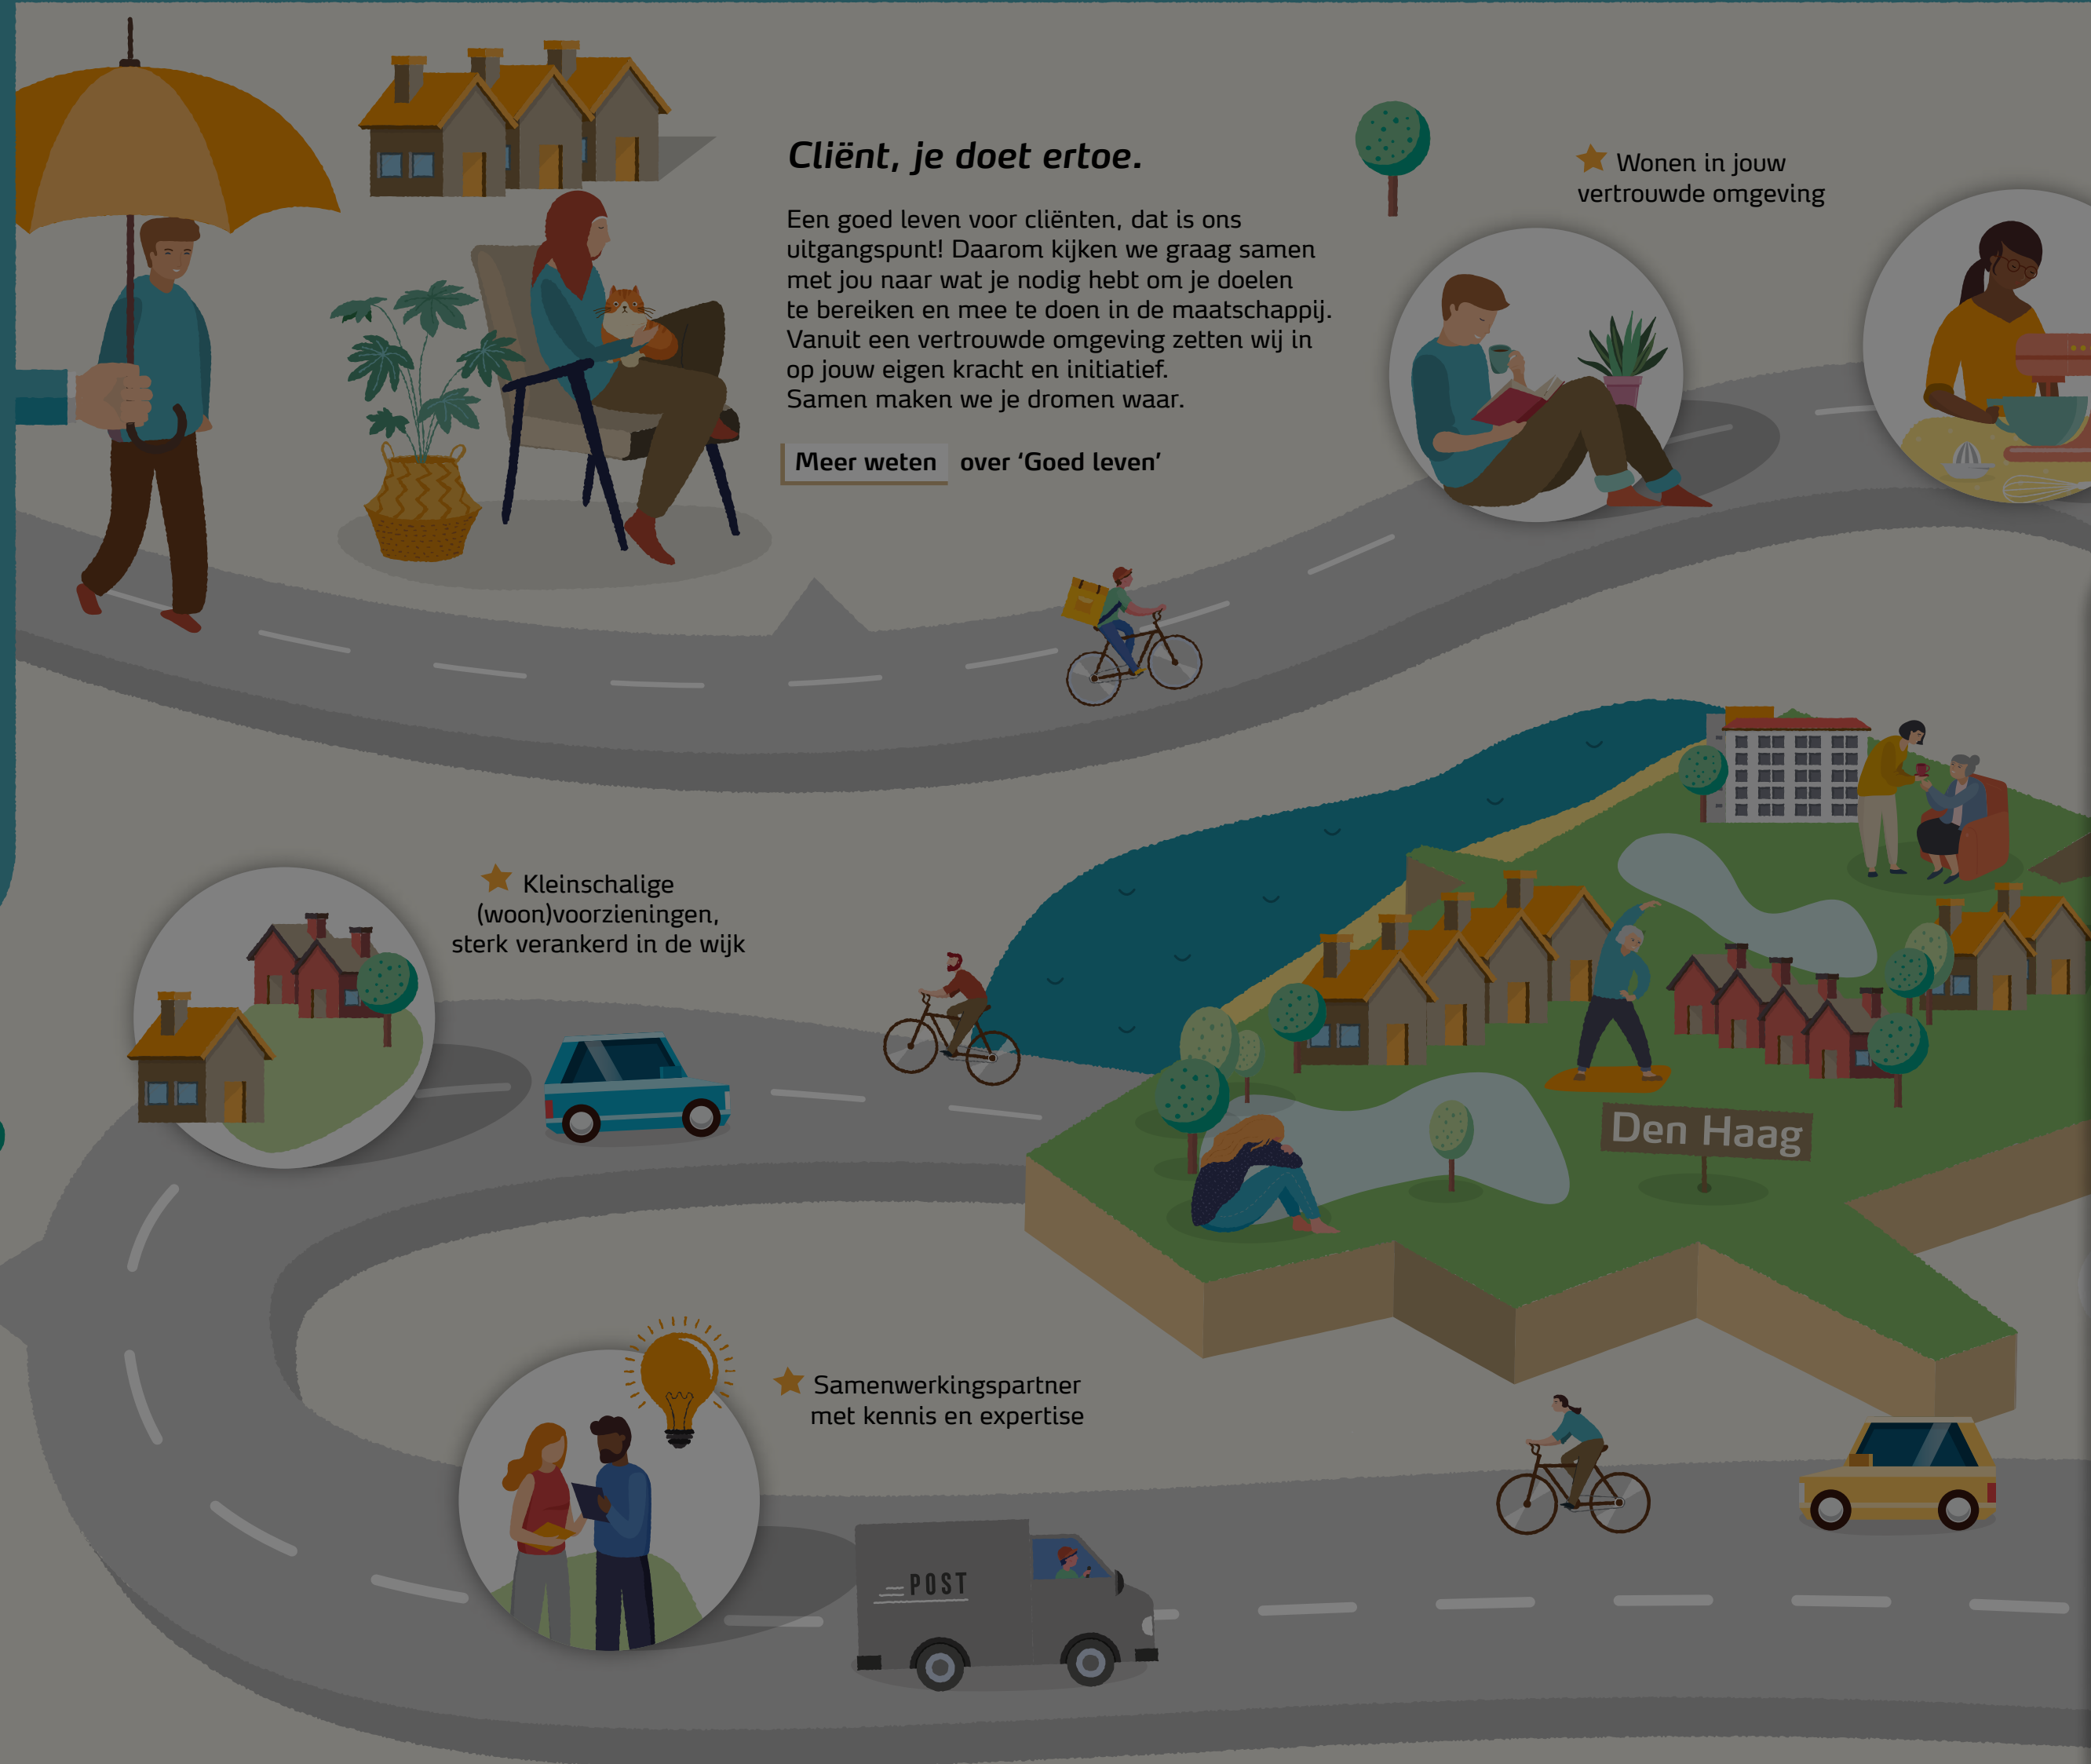 Cliënt, je doet ertoe.
Een goed leven voor cliënten, dat is ons
uitgangspunt! Daarom kijken we graag samen
met jou naar wat je nodig hebt om je doelen
te bereiken en mee te doen in de maatschappij.
Vanuit een vertrouwde omgeving zetten wij in
op jouw eigen kracht en initiatief.
Samen maken we je dromen waar.
Meer weten over ‘Goed leven’
Wonen in jouw
vertrouwde omgeving
Kleinschalige
(woon)voorzieningen,
sterk verankerd in de wijk
Den Haag
Samenwerkingspartner
met kennis en expertise
POST